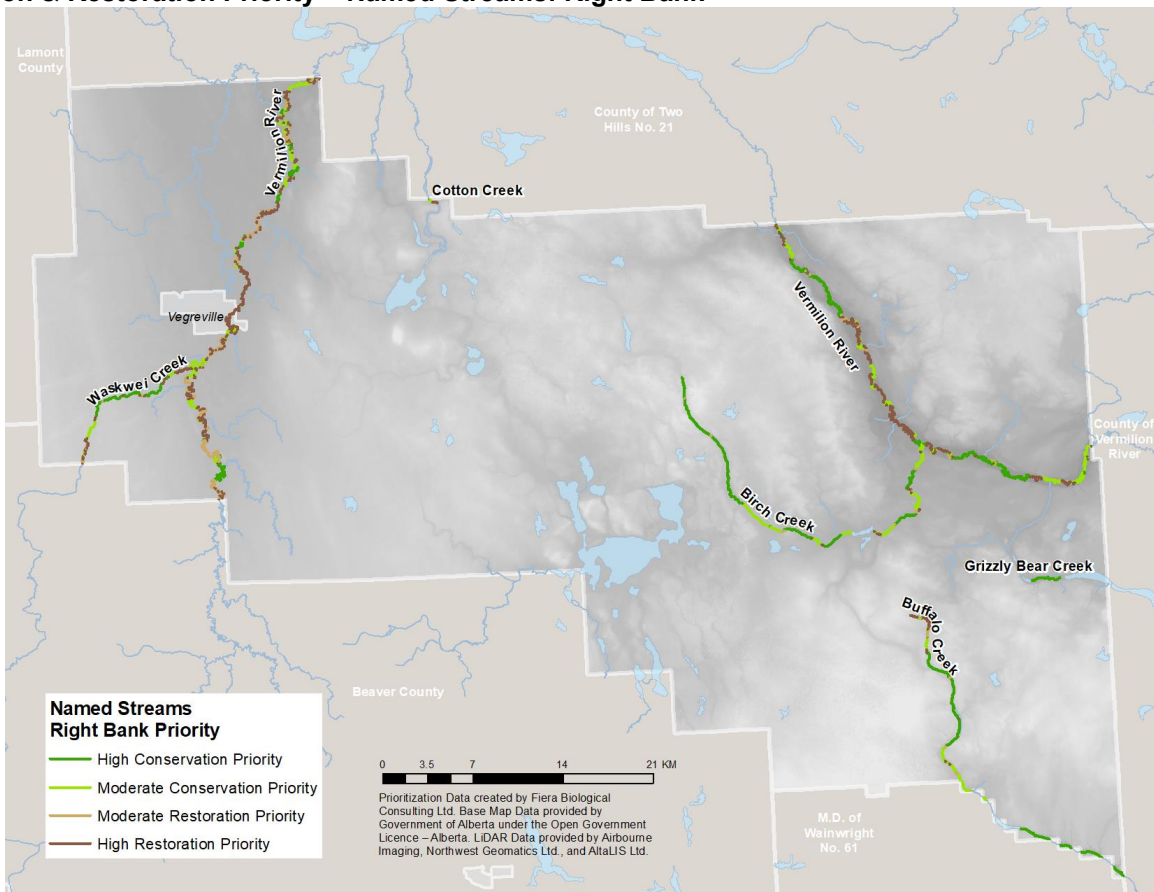 on & Restoration Priority – Named Streams: Right Bank
Lamont
County
County of Two
Hills No. 21
Vermilion River
Cotton Creek
Vegreville
Waskwei Creek
Vermilion River
County of
Vermilion
River
Birch Creek
Grizzly Bear Creek
Buffalo Creek
Beaver County
M.D. of
Wainwright
No. 61
Named Streams
Right Bank Priority
High Conservation Priority
Moderate Conservation Priority
Moderate Restoration Priority
High Restoration Priority
0 3.5 7 14 21 KM
Prioritization Data created by Fiera Biological
Consulting Ltd. Base Map Data provided by
Government of Alberta under the Open Government
Licence – Alberta. LiDAR Data provided by Airbourne
Imaging, Northwest Geomatics Ltd., and AltaLIS Ltd.